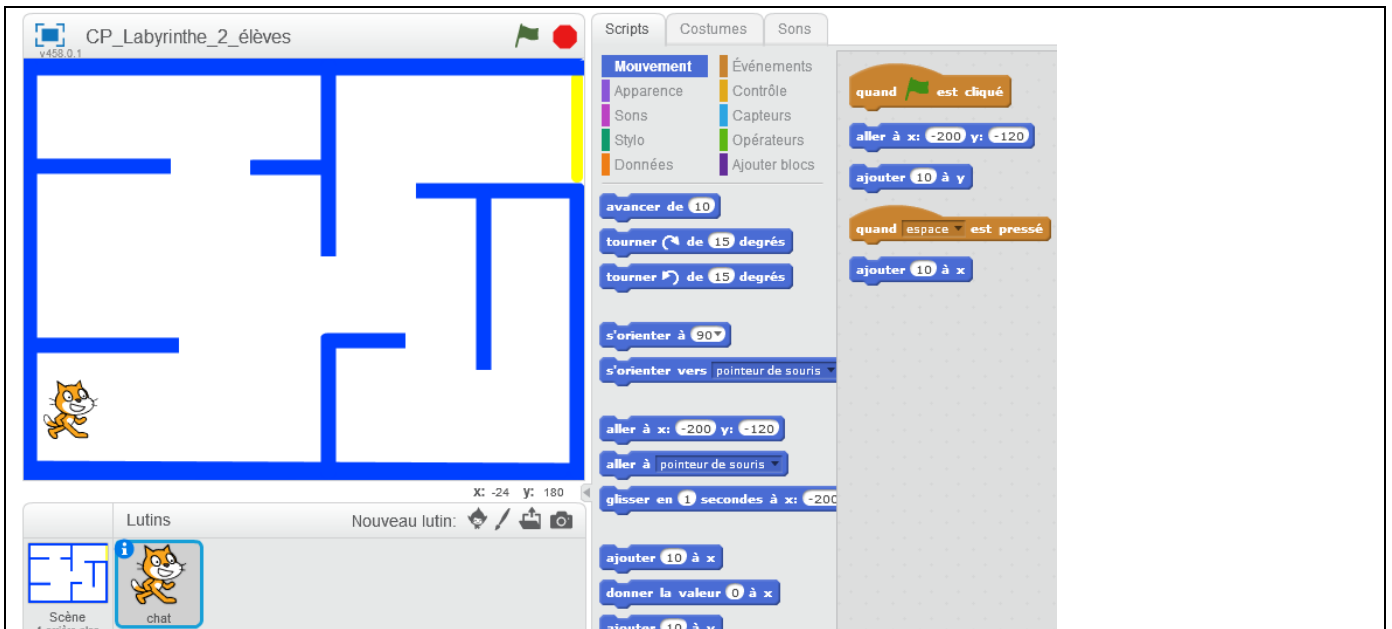 CP_Labyrinthe_2_élèves
v458.0.1
x: -24 y: 180
Lutins
Nouveau lutin:
Scène
chat
Scripts Costumes Sons
Mouvement Événements
Apparence Contrôle
Sons Capteurs
Stylo Opérateurs
Données Ajouter blocs
avancer de 10
tourner de 15 degrés
tourner de 15 degrés
s'orienter à 90
s'orienter vers pointeur de souris
aller à x: -200 y: -120
aller à pointeur de souris
glisser en 1 secondes à x: -200
ajouter 10 à x
donner la valeur 0 à x
ajouter 10 à y
quand est cliqué
aller à x: -200 y: -120
ajouter 10 à y
quand espace est pressé
ajouter 10 à x